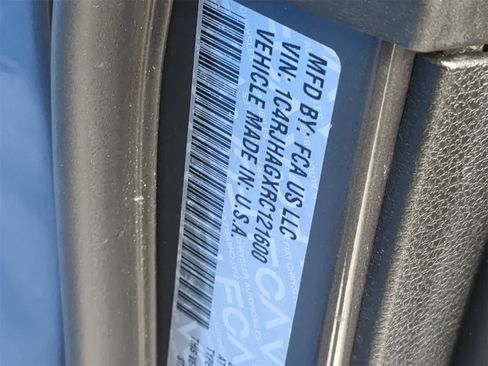 MFD BY: FCA US LLC
VIN: 1C4RJHAGXRC121600
VEHICLE MADE IN: U.S.A.